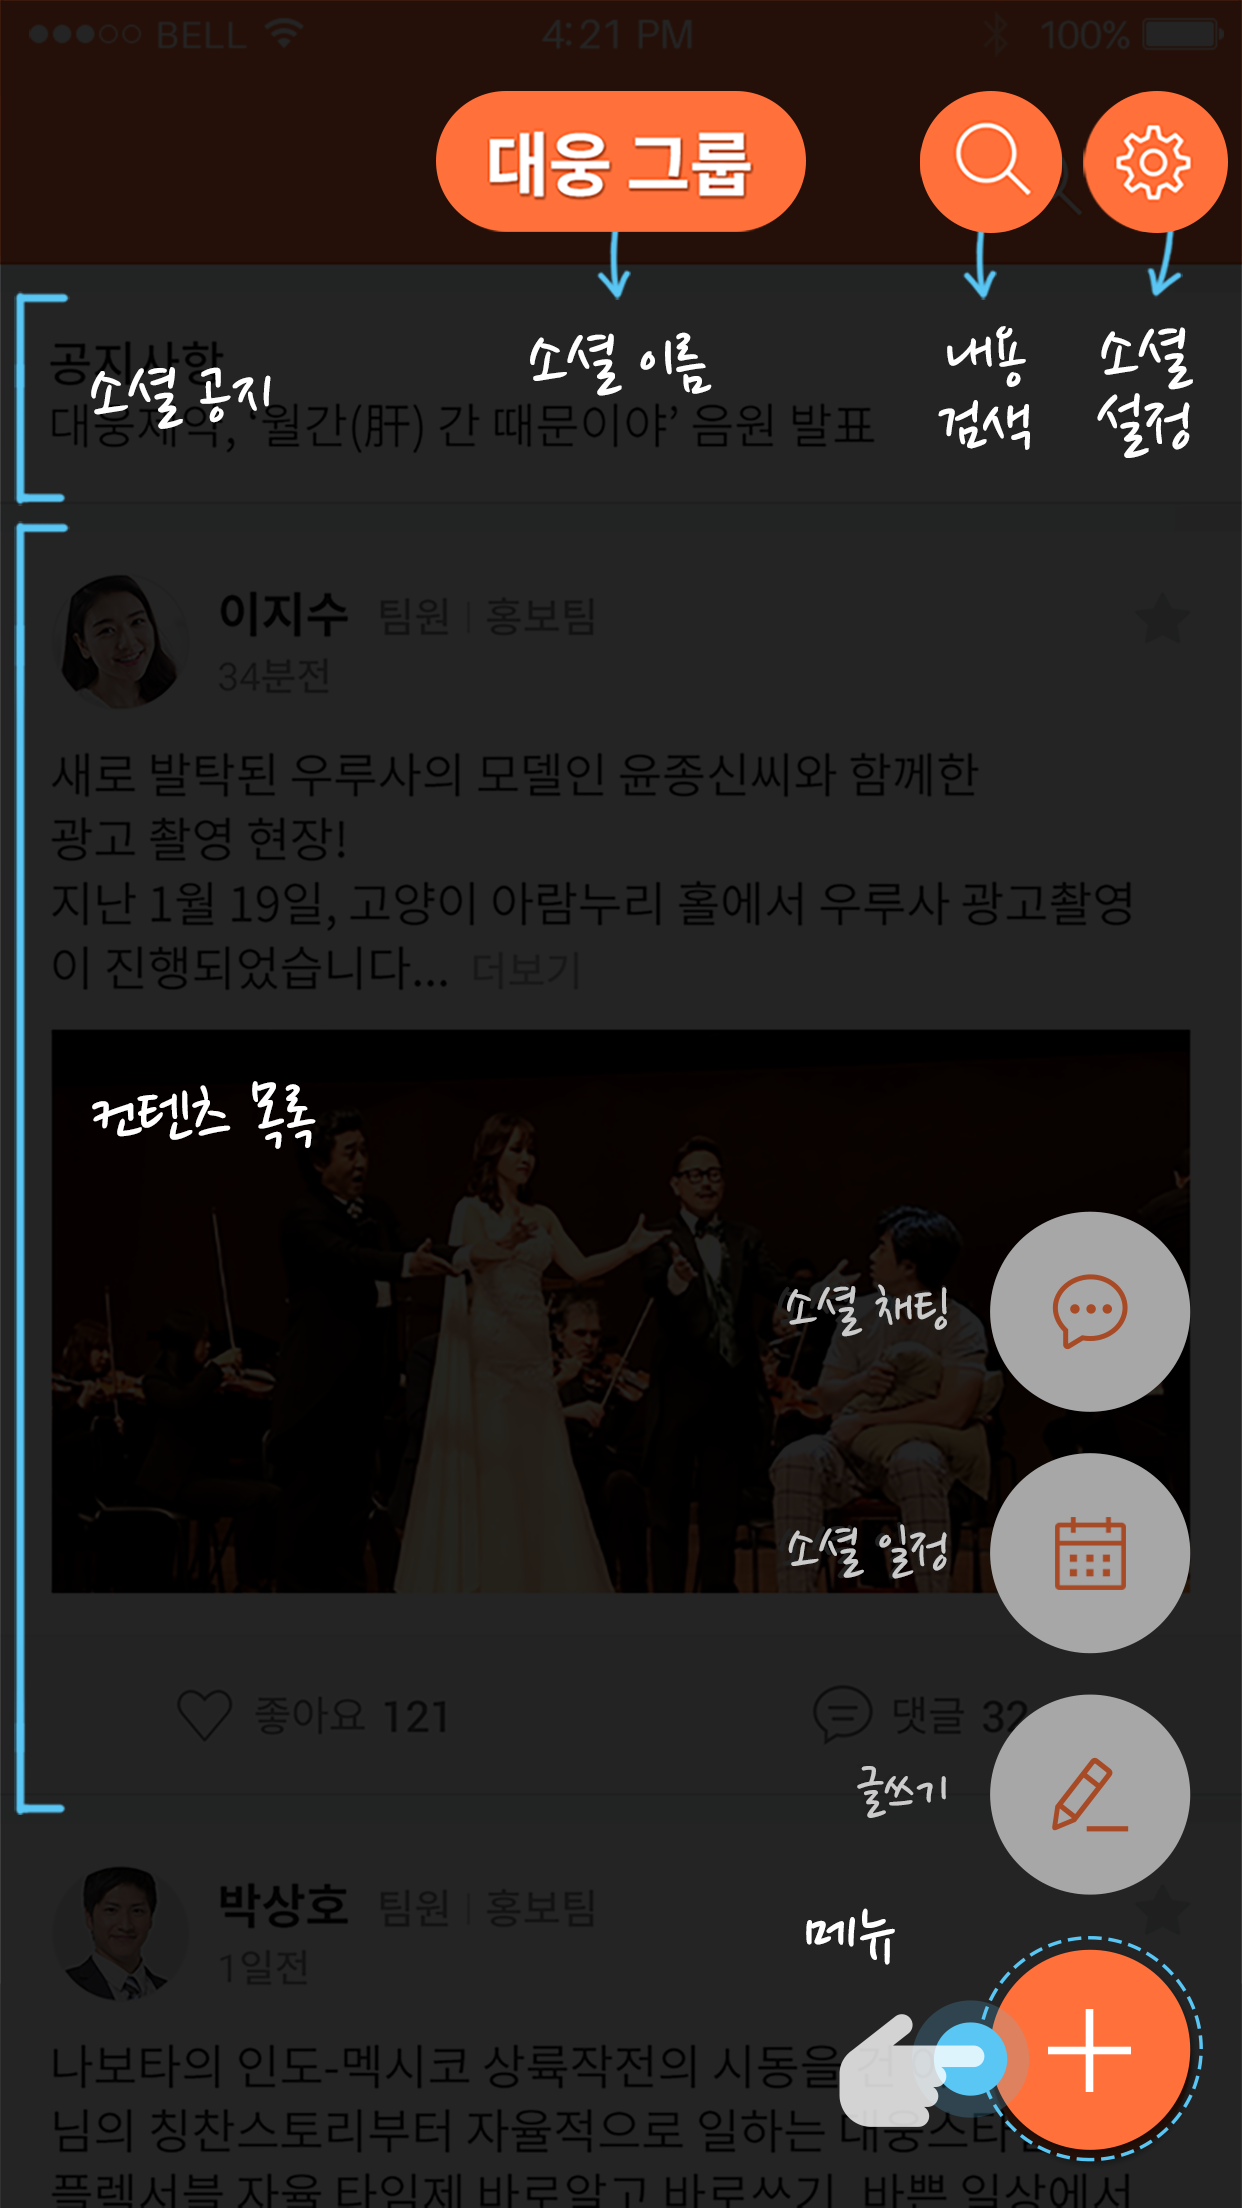 BELL 4:21 PM 100%
대웅 그룹
소셜 이름
내용
검색
소셜
설정
공지사항
소셜 공지
대웅제약, ‘월간(肝) 간 때문이야’ 음원 발표
이지수 팀원 | 홍보팀
34분전
새로 발탁된 우루사의 모델인 윤종신씨와 함께한
광고 촬영 현장!
지난 1월 19일, 고양이 아람누리 홀에서 우루사 광고촬영
이 진행되었습니다... 더보기
컨텐츠 목록
소셜 채팅
소셜 일정
좋아요 121 댓글 32
글쓰기
박상호 팀원 | 홍보팀
1일전
메뉴
나보타의 인도-멕시코 상륙작전의 시동을 건
님의 칭찬스토리부터 자율적으로 일하는
플렉서블 자율 타임제 바로알고 바로쓰기, 바쁜 일상에서